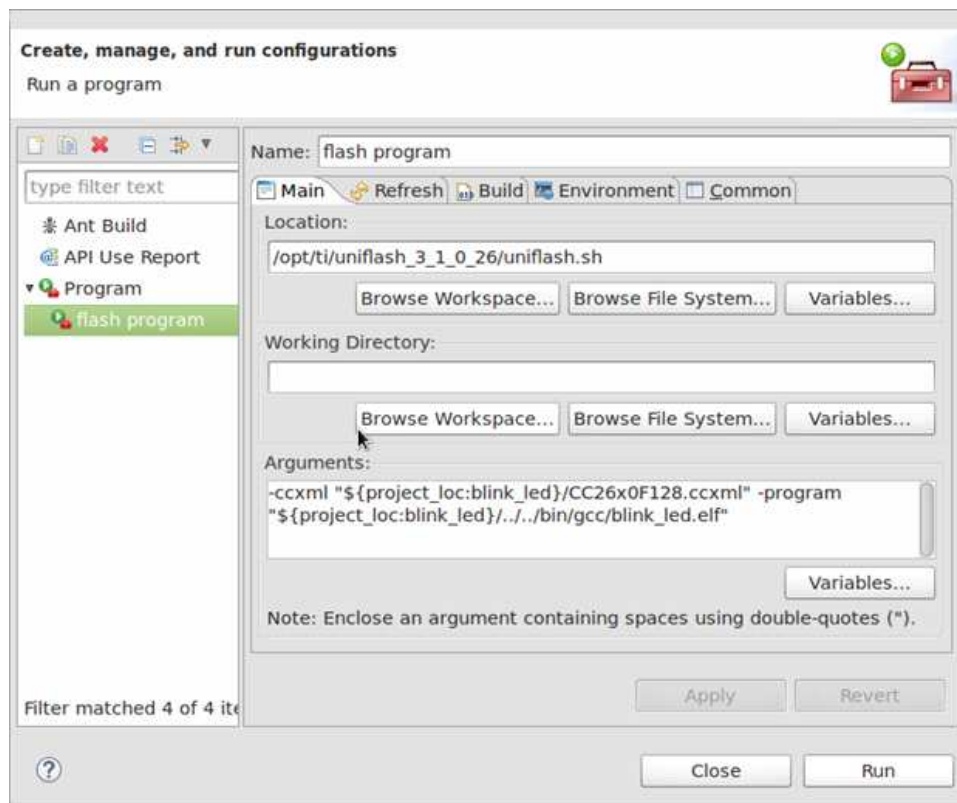 Create, manage, and run configurations
Run a program
type filter text
Ant Build
API Use Report
Program
flash program
Filter matched 4 of 4 ite
Name: flash program
Main Refresh Build Environment Common
Location:
/opt/ti/uniflash_3_1_0_26/uniflash.sh
Browse Workspace... Browse File System... Variables...
Working Directory:
Browse Workspace... Browse File System... Variables...
Arguments:
-ccxml "${project_loc:blink_led}/CC26x0F128.ccxml" -program
"${project_loc:blink_led}/../../bin/gcc/blink_led.elf"
Variables...
Note: Enclose an argument containing spaces using double-quotes (").
Apply Revert
? Close Run